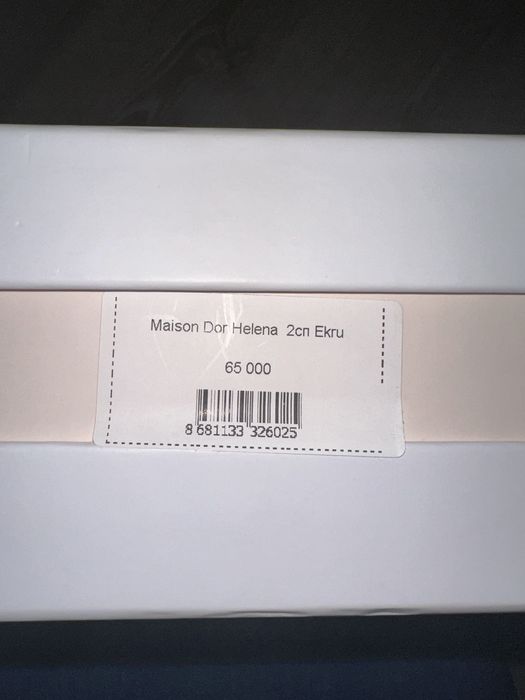 Maison Dor Helena 2сп Ekru
65 000
8 681133 326025